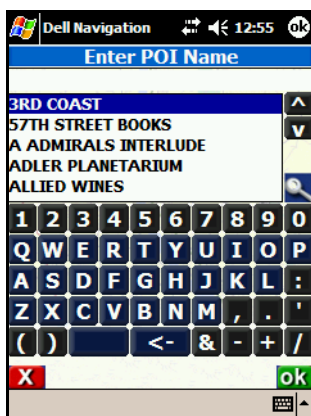 Dell Navigation 12:55 ok
Enter POI Name
3RD COAST
57TH STREET BOOKS
A ADMIRALS INTERLUDE
ADLER PLANETARIUM
ALLIED WINES
1 2 3 4 5 6 7 8 9 0
Q W E R T Y U I O P
A S D F G H J K L :
Z X C V B N M , . '
( ) <- & - + /
X ok